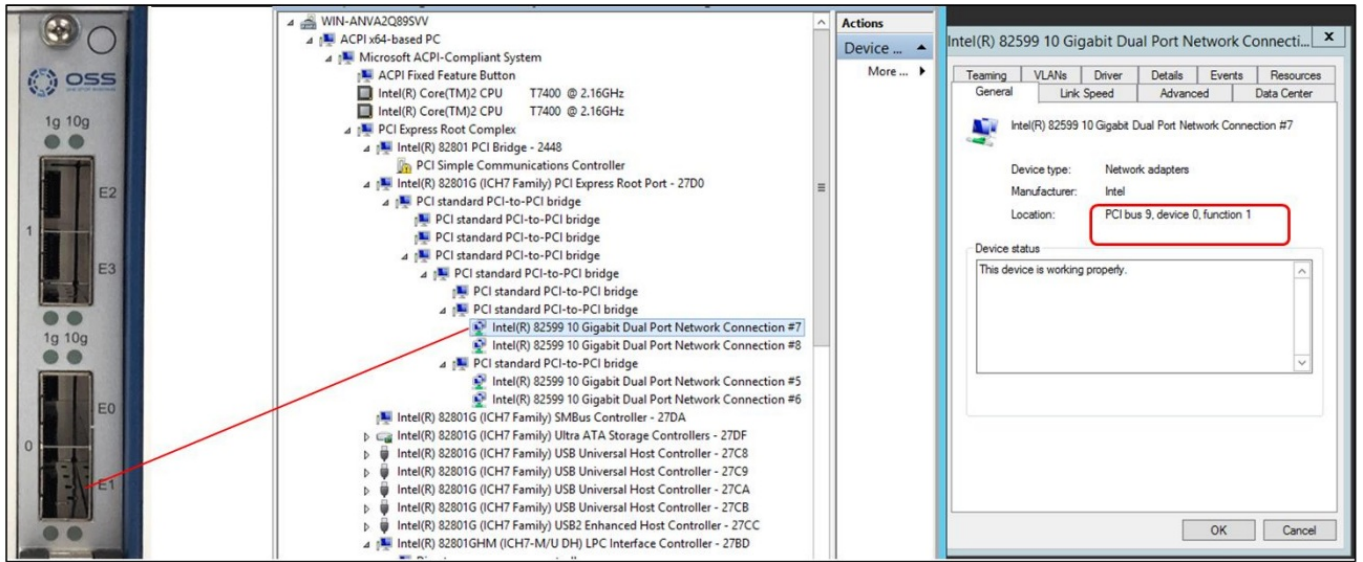 OSS
1g 10g
E2
1
E3
1g 10g
E0
0
E1
WIN-ANVA2Q89SVV
ACPI x64-based PC
Microsoft ACPI-Compliant System
ACPI Fixed Feature Button
Intel(R) Core(TM)2 CPU T7400 @ 2.16GHz
Intel(R) Core(TM)2 CPU T7400 @ 2.16GHz
PCI Express Root Complex
Intel(R) 82801 PCI Bridge - 2448
PCI Simple Communications Controller
Intel(R) 82801G (ICH7 Family) PCI Express Root Port - 27D0
PCI standard PCI-to-PCI bridge
PCI standard PCI-to-PCI bridge
PCI standard PCI-to-PCI bridge
PCI standard PCI-to-PCI bridge
PCI standard PCI-to-PCI bridge
PCI standard PCI-to-PCI bridge
PCI standard PCI-to-PCI bridge
Intel(R) 82599 10 Gigabit Dual Port Network Connection #7
Intel(R) 82599 10 Gigabit Dual Port Network Connection #8
PCI standard PCI-to-PCI bridge
Intel(R) 82599 10 Gigabit Dual Port Network Connection #5
Intel(R) 82599 10 Gigabit Dual Port Network Connection #6
Intel(R) 82801G (ICH7 Family) SMBus Controller - 27DA
Intel(R) 82801G (ICH7 Family) Ultra ATA Storage Controllers - 27DF
Intel(R) 82801G (ICH7 Family) USB Universal Host Controller - 27C8
Intel(R) 82801G (ICH7 Family) USB Universal Host Controller - 27C9
Intel(R) 82801G (ICH7 Family) USB Universal Host Controller - 27CA
Intel(R) 82801G (ICH7 Family) USB Universal Host Controller - 27CB
Intel(R) 82801G (ICH7 Family) USB2 Enhanced Host Controller - 27CC
Intel(R) 82801GHM (ICH7-M/U DH) LPC Interface Controller - 27BD
Actions
Device ...
More ...
Intel(R) 82599 10 Gigabit Dual Port Network Connecti... x
Teaming VLANs Driver Details Events Resources
General Link Speed Advanced Data Center
Intel(R) 82599 10 Gigabit Dual Port Network Connection #7
Device type: Network adapters
Manufacturer: Intel
Location: PCI bus 9, device 0, function 1
Device status
This device is working properly.
OK Cancel